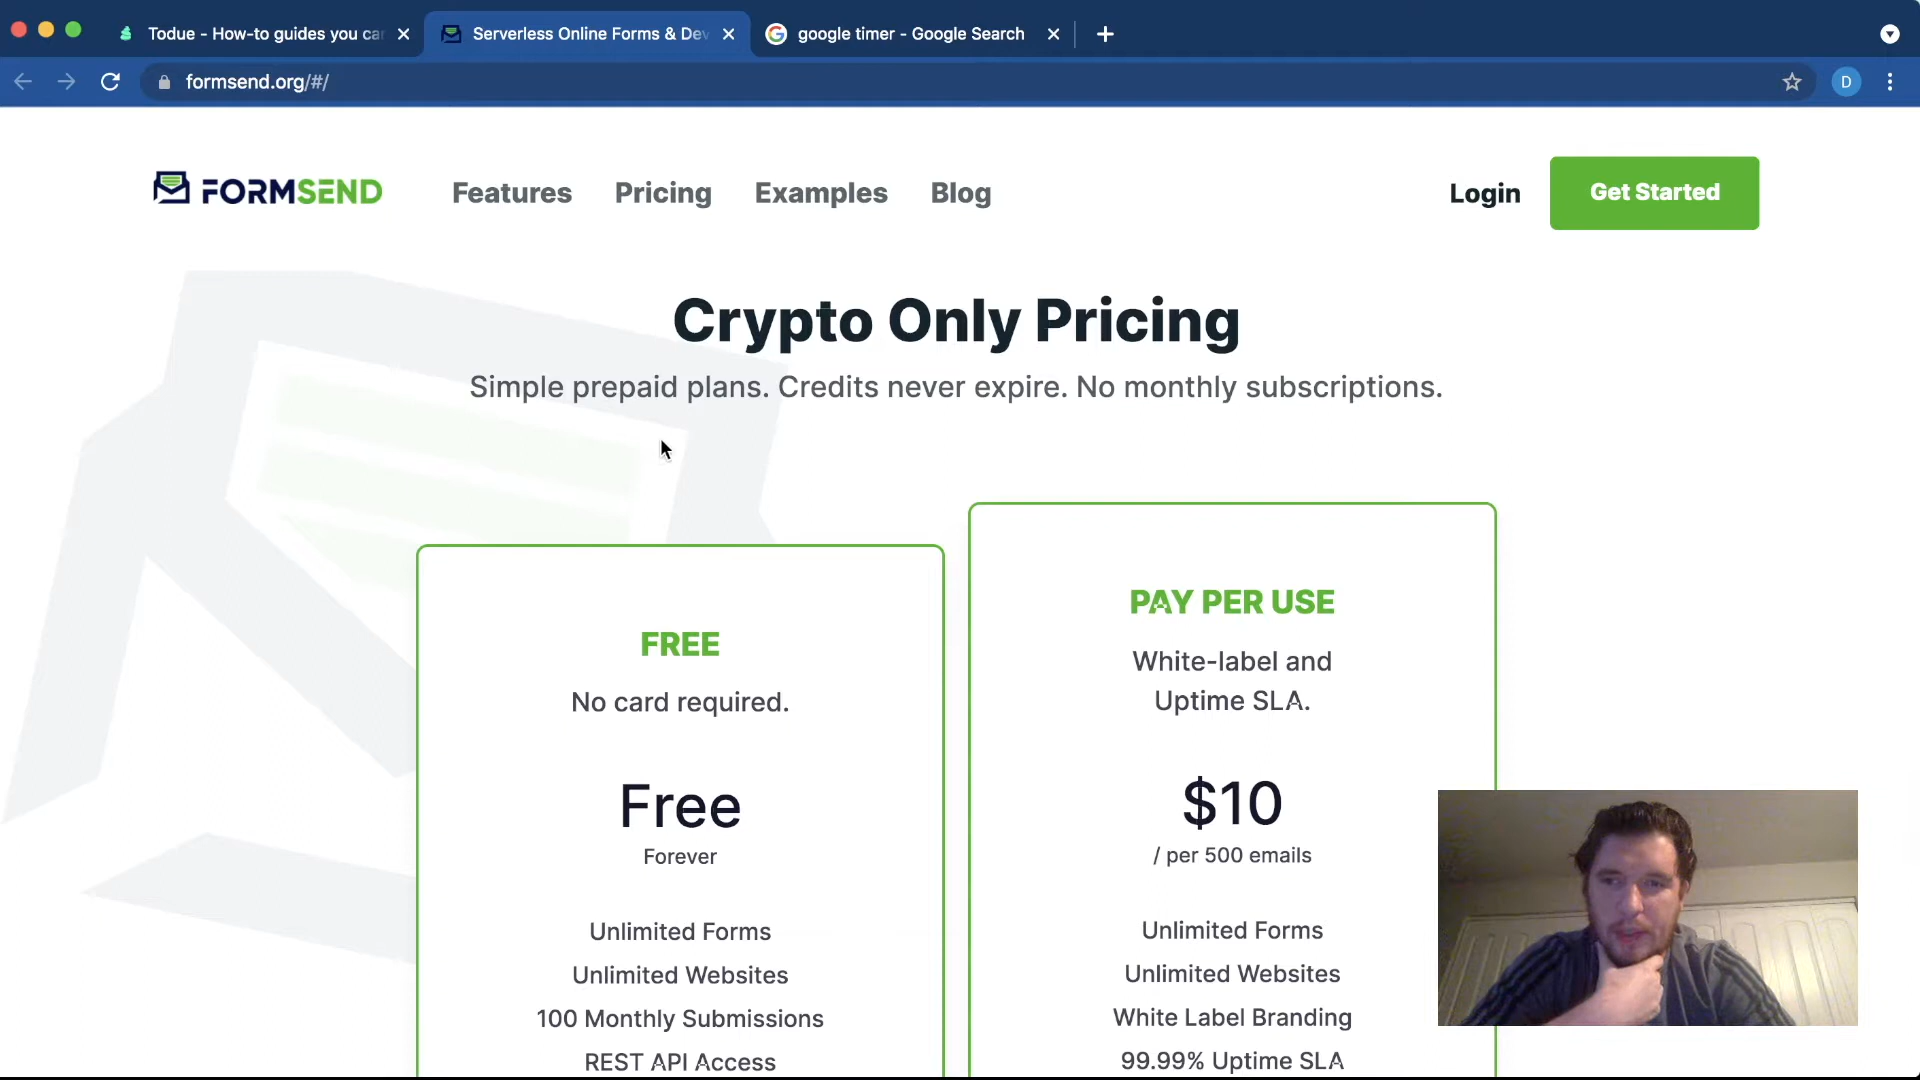 Todue - How-to guides you ca
Serverless Online Forms & Dev
google timer - Google Search
formsend.org/#/
D
FORMSEND
Features
Pricing
Examples
Blog
Login
Get Started
Crypto Only Pricing
Simple prepaid plans. Credits never expire. No monthly subscriptions.
FREE
No card required.
Free
Forever
Unlimited Forms
Unlimited Websites
100 Monthly Submissions
REST API Access
PAY PER USE
White-label and
Uptime SLA.
$10
/ per 500 emails
Unlimited Forms
Unlimited Websites
White Label Branding
99.99% Uptime SLA